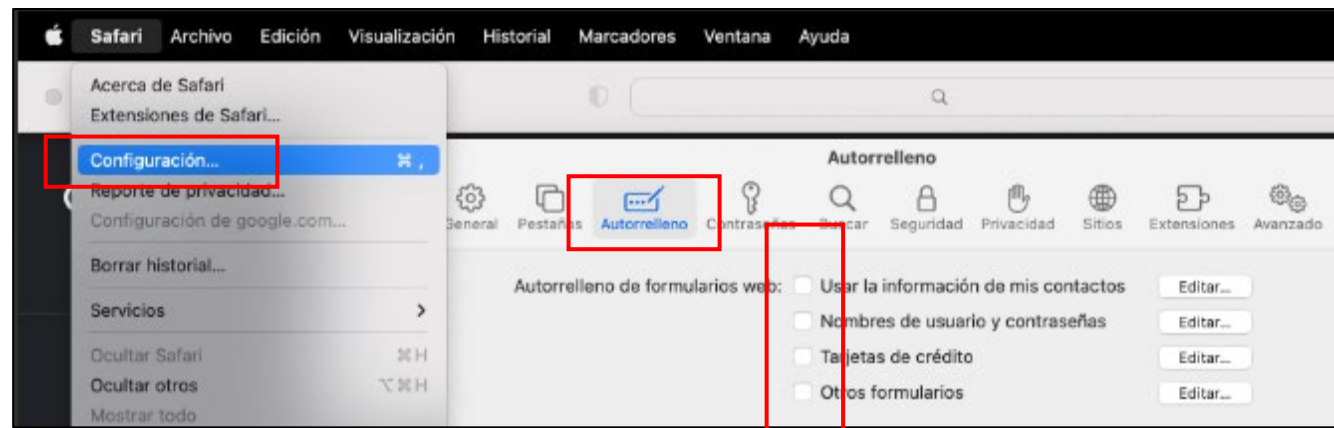 Safari Archivo Edición Visualización Historial Marcadores Ventana Ayuda
Acerca de Safari
Extensiones de Safari...
Configuración... ⌘ ,
Reporte de privacidad...
Configuración de google.com...
Borrar historial...
Servicios
Ocultar Safari ⌘H
Ocultar otros ⌥⌘H
Mostrar todo
Autorrelleno
General Pestañas Autorrelleno Contraseñas Buscar Seguridad Privacidad Sitios Extensiones Avanzado
Autorrelleno de formularios web: Usar la información de mis contactos Editar...
Nombres de usuario y contraseñas Editar...
Tarjetas de crédito Editar...
Otros formularios Editar...